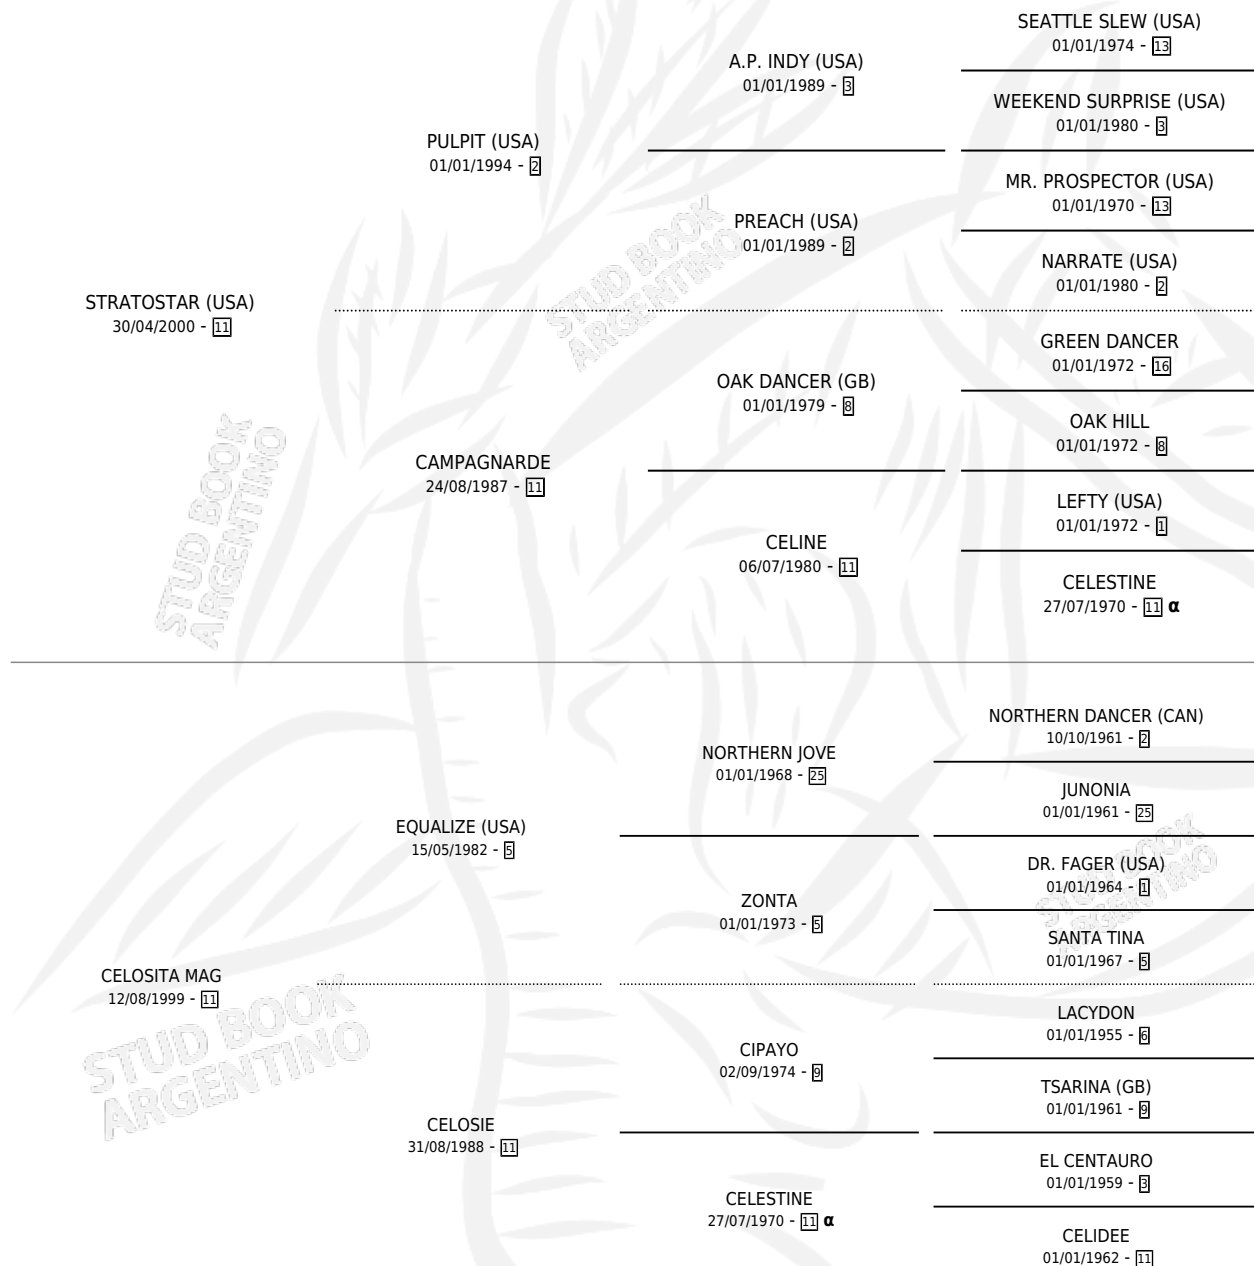 SEATTLE SLEW (USA)
01/01/1974 - 13
A.P. INDY (USA)
01/01/1989 - 3
WEEKEND SURPRISE (USA)
01/01/1980 - 3
PULPIT (USA)
01/01/1994 - 2
MR. PROSPECTOR (USA)
01/01/1970 - 13
PREACH (USA)
01/01/1989 - 2
NARRATE (USA)
01/01/1980 - 2
STRATOSTAR (USA)
30/04/2000 - 11
GREEN DANCER
01/01/1972 - 16
OAK DANCER (GB)
01/01/1979 - 8
OAK HILL
01/01/1972 - 8
CAMPAGNARDE
24/08/1987 - 11
LEFTY (USA)
01/01/1972 - 1
CELINE
06/07/1980 - 11
CELESTINE
27/07/1970 - 11 α
NORTHERN DANCER (CAN)
10/10/1961 - 2
NORTHERN JOVE
01/01/1968 - 25
JUNONIA
01/01/1961 - 25
EQUALIZE (USA)
15/05/1982 - 5
DR. FAGER (USA)
01/01/1964 - 1
ZONTA
01/01/1973 - 5
SANTA TINA
01/01/1967 - 5
CELOSITA MAG
12/08/1999 - 11
LACYDON
01/01/1955 - 6
CIPAYO
02/09/1974 - 9
TSARINA (GB)
01/01/1961 - 9
CELOSIE
31/08/1988 - 11
EL CENTAURO
01/01/1959 - 3
CELESTINE
27/07/1970 - 11 α
CELIDEE
01/01/1962 - 11
STUD BOOK
ARGENTINO
STUD BOOK
ARGENTINO
STUD BOOK
ARGENTINO
STUD BOOK
ARGENTINO